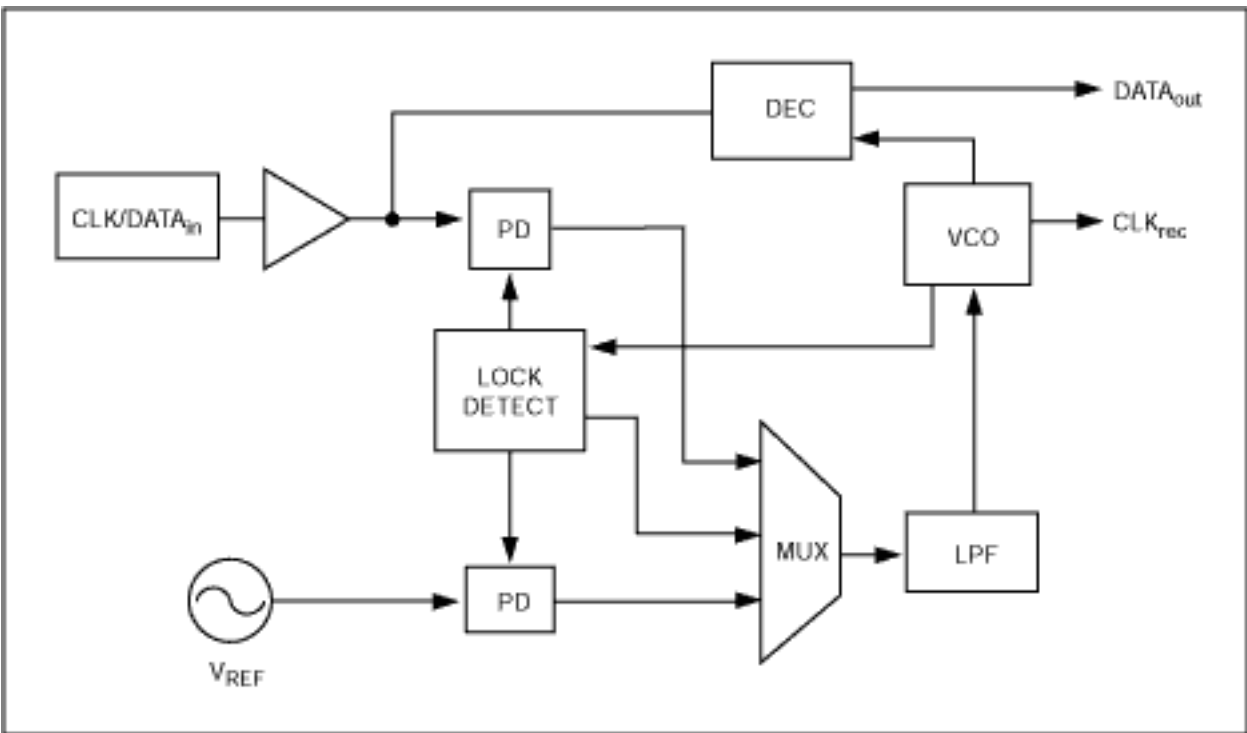 DEC
DATAout
CLK/DATAin
PD
VCO
CLKrec
LOCK
DETECT
MUX
LPF
PD
VREF